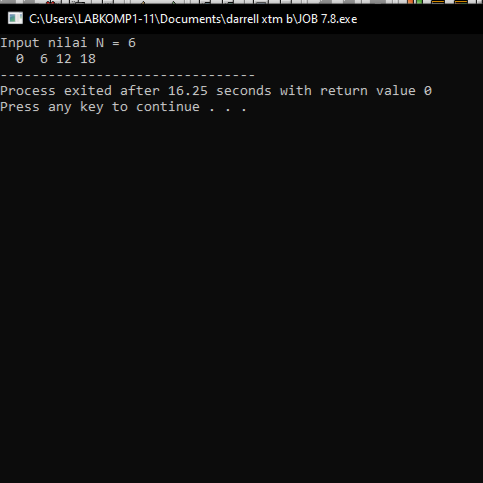 C:\Users\LABKOMP1-11\Documents\darrell xtm b\JOB 7.8.exe
Input nilai N = 6
  0  6 12 18
--------------------------------
Process exited after 16.25 seconds with return value 0
Press any key to continue . . .